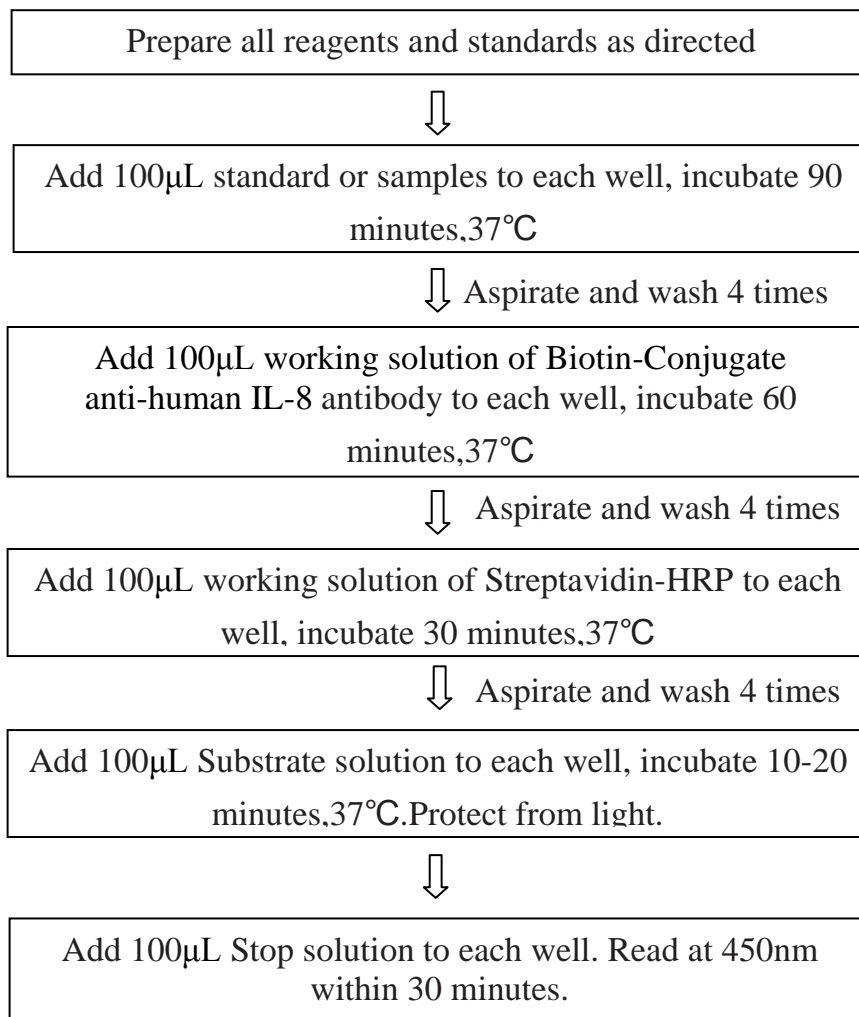 Prepare all reagents and standards as directed
Add 100μL standard or samples to each well, incubate 90
minutes,37℃
Aspirate and wash 4 times
Add 100μL working solution of Biotin-Conjugate
anti-human IL-8 antibody to each well, incubate 60
minutes,37℃
Aspirate and wash 4 times
Add 100μL working solution of Streptavidin-HRP to each
well, incubate 30 minutes,37℃
Aspirate and wash 4 times
Add 100μL Substrate solution to each well, incubate 10-20
minutes,37℃.Protect from light.
Add 100μL Stop solution to each well. Read at 450nm
within 30 minutes.